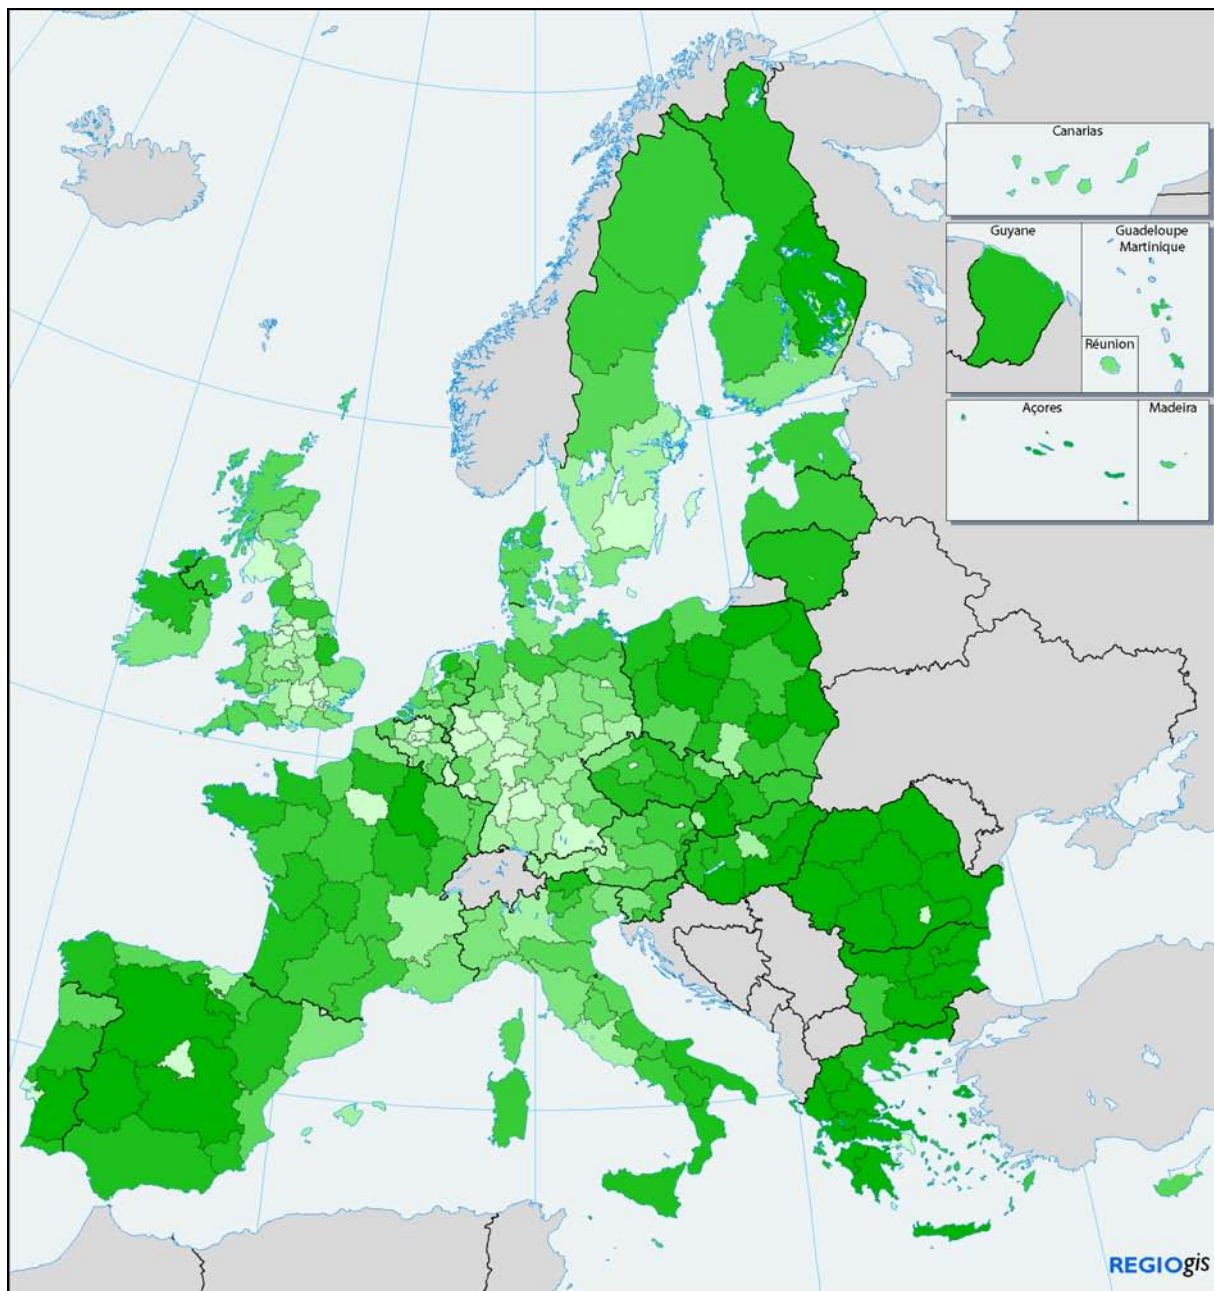 Canarias
Guyane
Guadeloupe
Martinique
Réunion
Açores
Madeira
REGIOgis